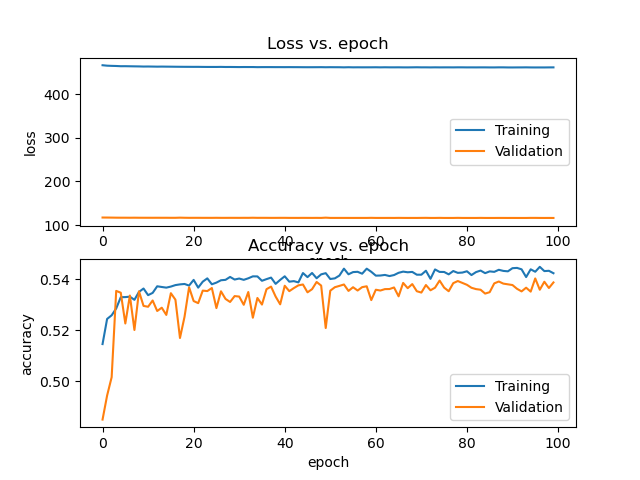 Loss vs. epoch
loss
400
300
200
100
Training
Validation
0 20 40 60 80 100
epoch
Accuracy vs. epoch
accuracy
0.54
0.52
0.50
Training
Validation
0 20 40 60 80 100
epoch